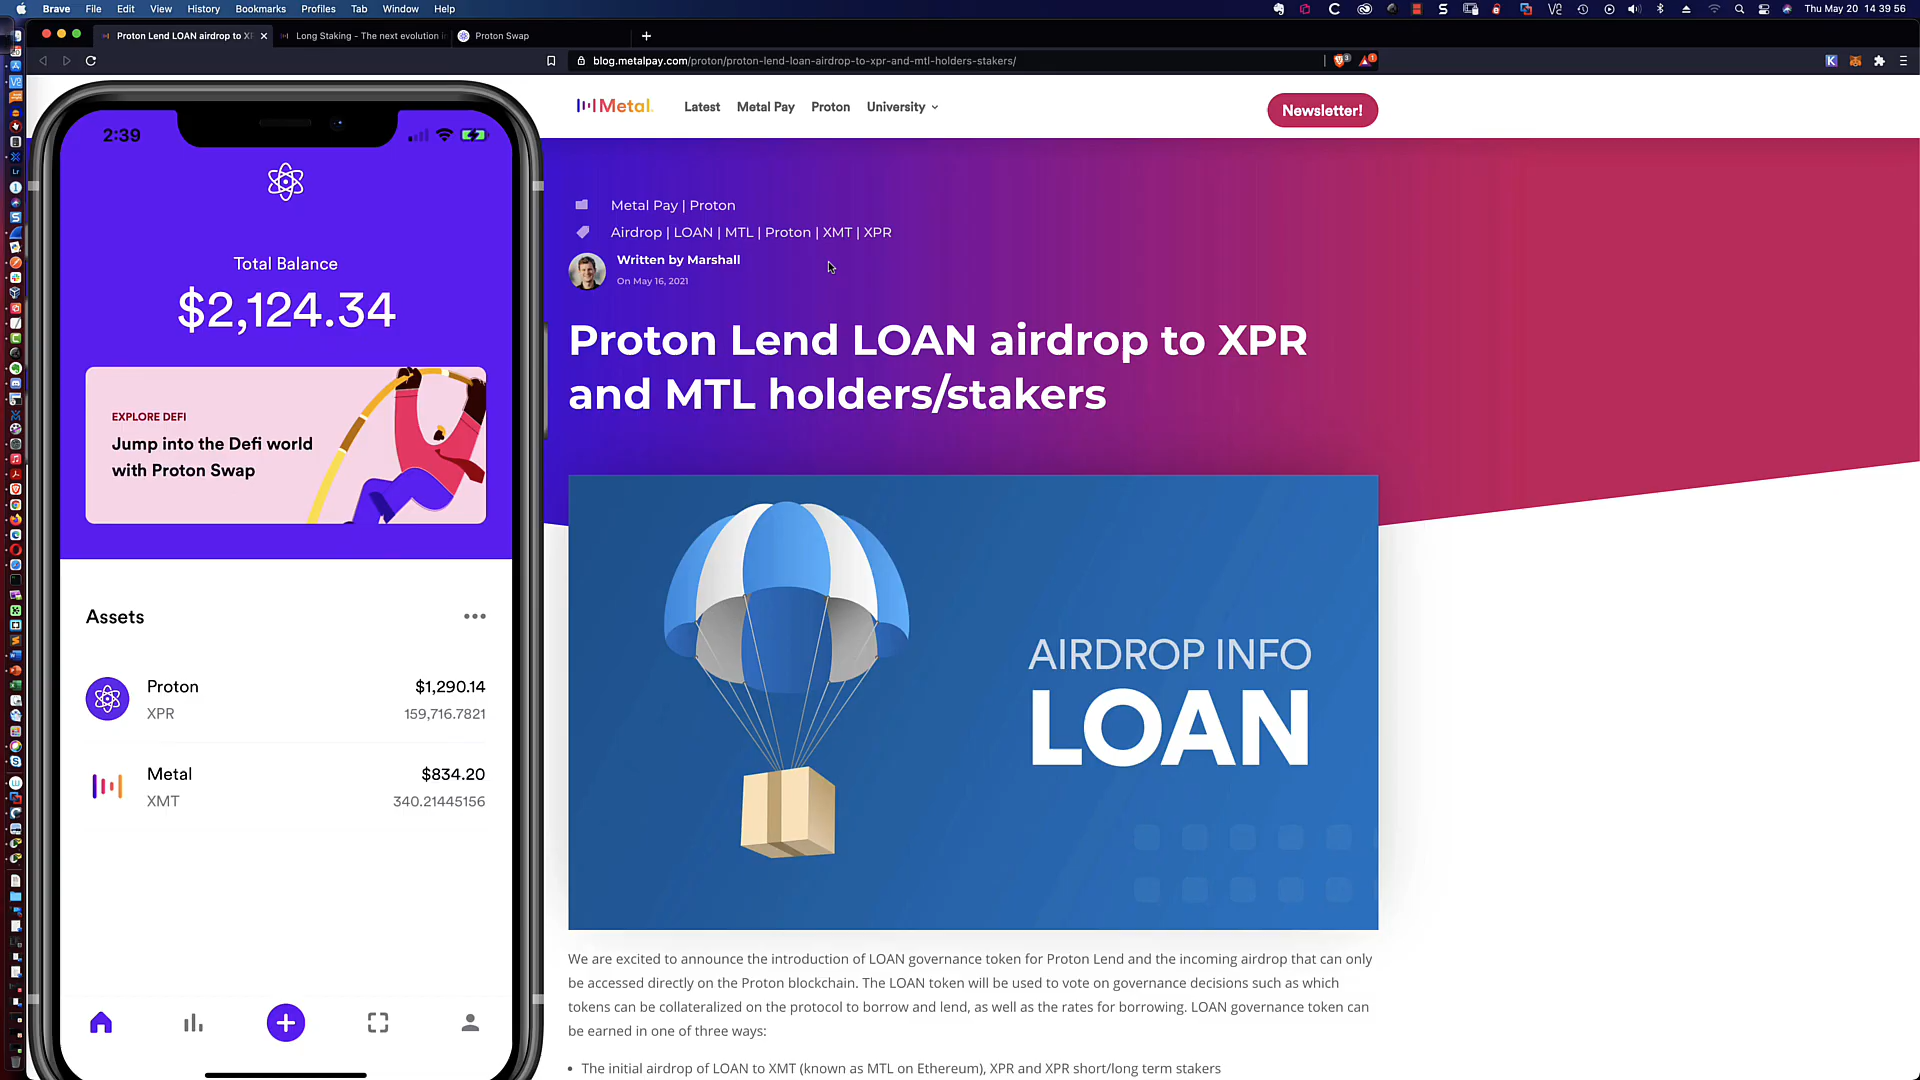 Brave File Edit View History Bookmarks Profiles Tab Window Help
Thu May 20 14 39 56
Proton Lend LOAN airdrop to XP
Long Staking - The next evolution i
Proton Swap
blog.metalpay.com/proton/proton-lend-loan-airdrop-to-xpr-and-mtl-holders-stakers/
Metal.
Latest Metal Pay Proton University
Newsletter!
2:39
Total Balance
$2,124.34
EXPLORE DEFI
Jump into the Defi world
with Proton Swap
Assets
Proton $1,290.14
XPR 159,716.7821
Metal $834.20
XMT 340.21445156
Metal Pay | Proton
Airdrop | LOAN | MTL | Proton | XMT | XPR
Written by Marshall
On May 16, 2021
Proton Lend LOAN airdrop to XPR
and MTL holders/stakers
AIRDROP INFO
LOAN
We are excited to announce the introduction of LOAN governance token for Proton Lend and the incoming airdrop that can only
be accessed directly on the Proton blockchain. The LOAN token will be used to vote on governance decisions such as which
tokens can be collateralized on the protocol to borrow and lend, as well as the rates for borrowing. LOAN governance token can
be earned in one of three ways:
• The initial airdrop of LOAN to XMT (known as MTL on Ethereum), XPR and XPR short/long term stakers